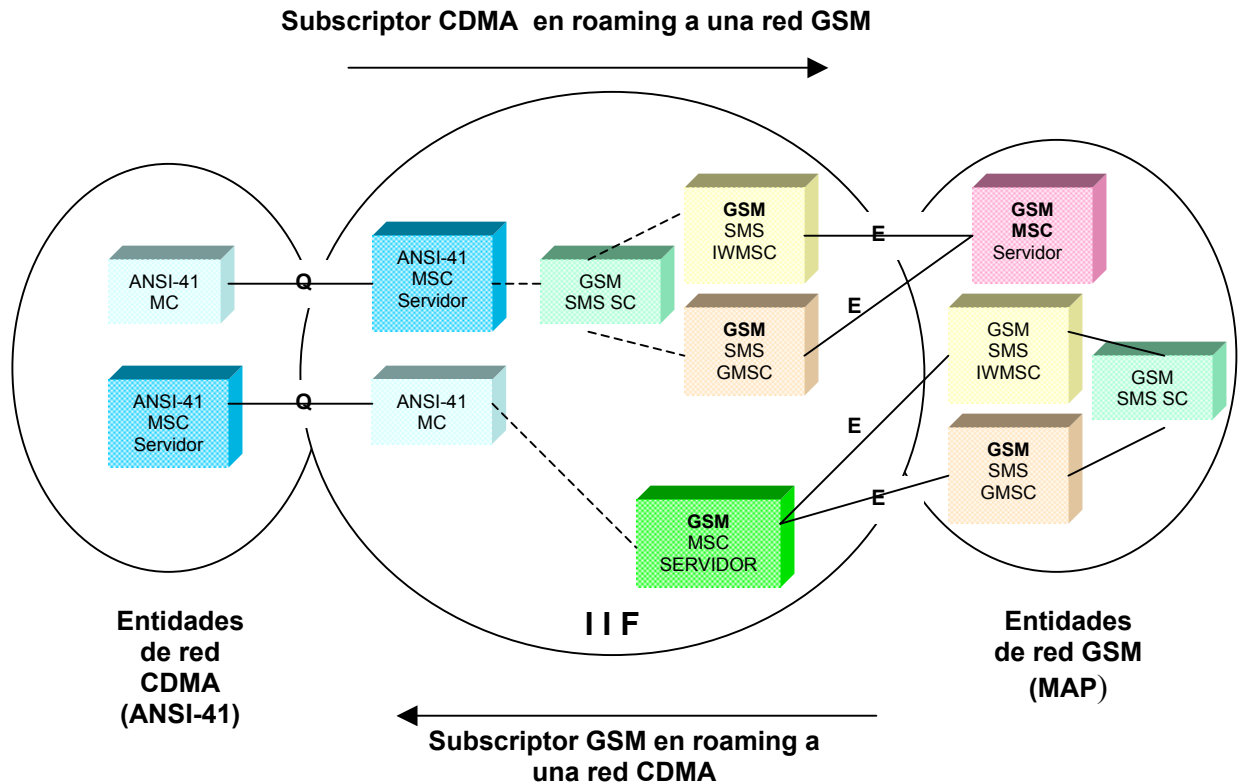 Subscriptor CDMA en roaming a una red GSM
ANSI-41
MC
Q
ANSI-41
MSC
Servidor
GSM
SMS SC
GSM
SMS
IWMSC
E
GSM
MSC
Servidor
GSM
SMS
GMSC
E
ANSI-41
MSC
Servidor
Q
ANSI-41
MC
GSM
MSC
SERVIDOR
E
E
GSM
SMS
IWMSC
GSM
SMS SC
GSM
SMS
GMSC
Entidades
de red
CDMA
(ANSI-41)
I I F
Entidades
de red GSM
(MAP)
Subscriptor GSM en roaming a
una red CDMA